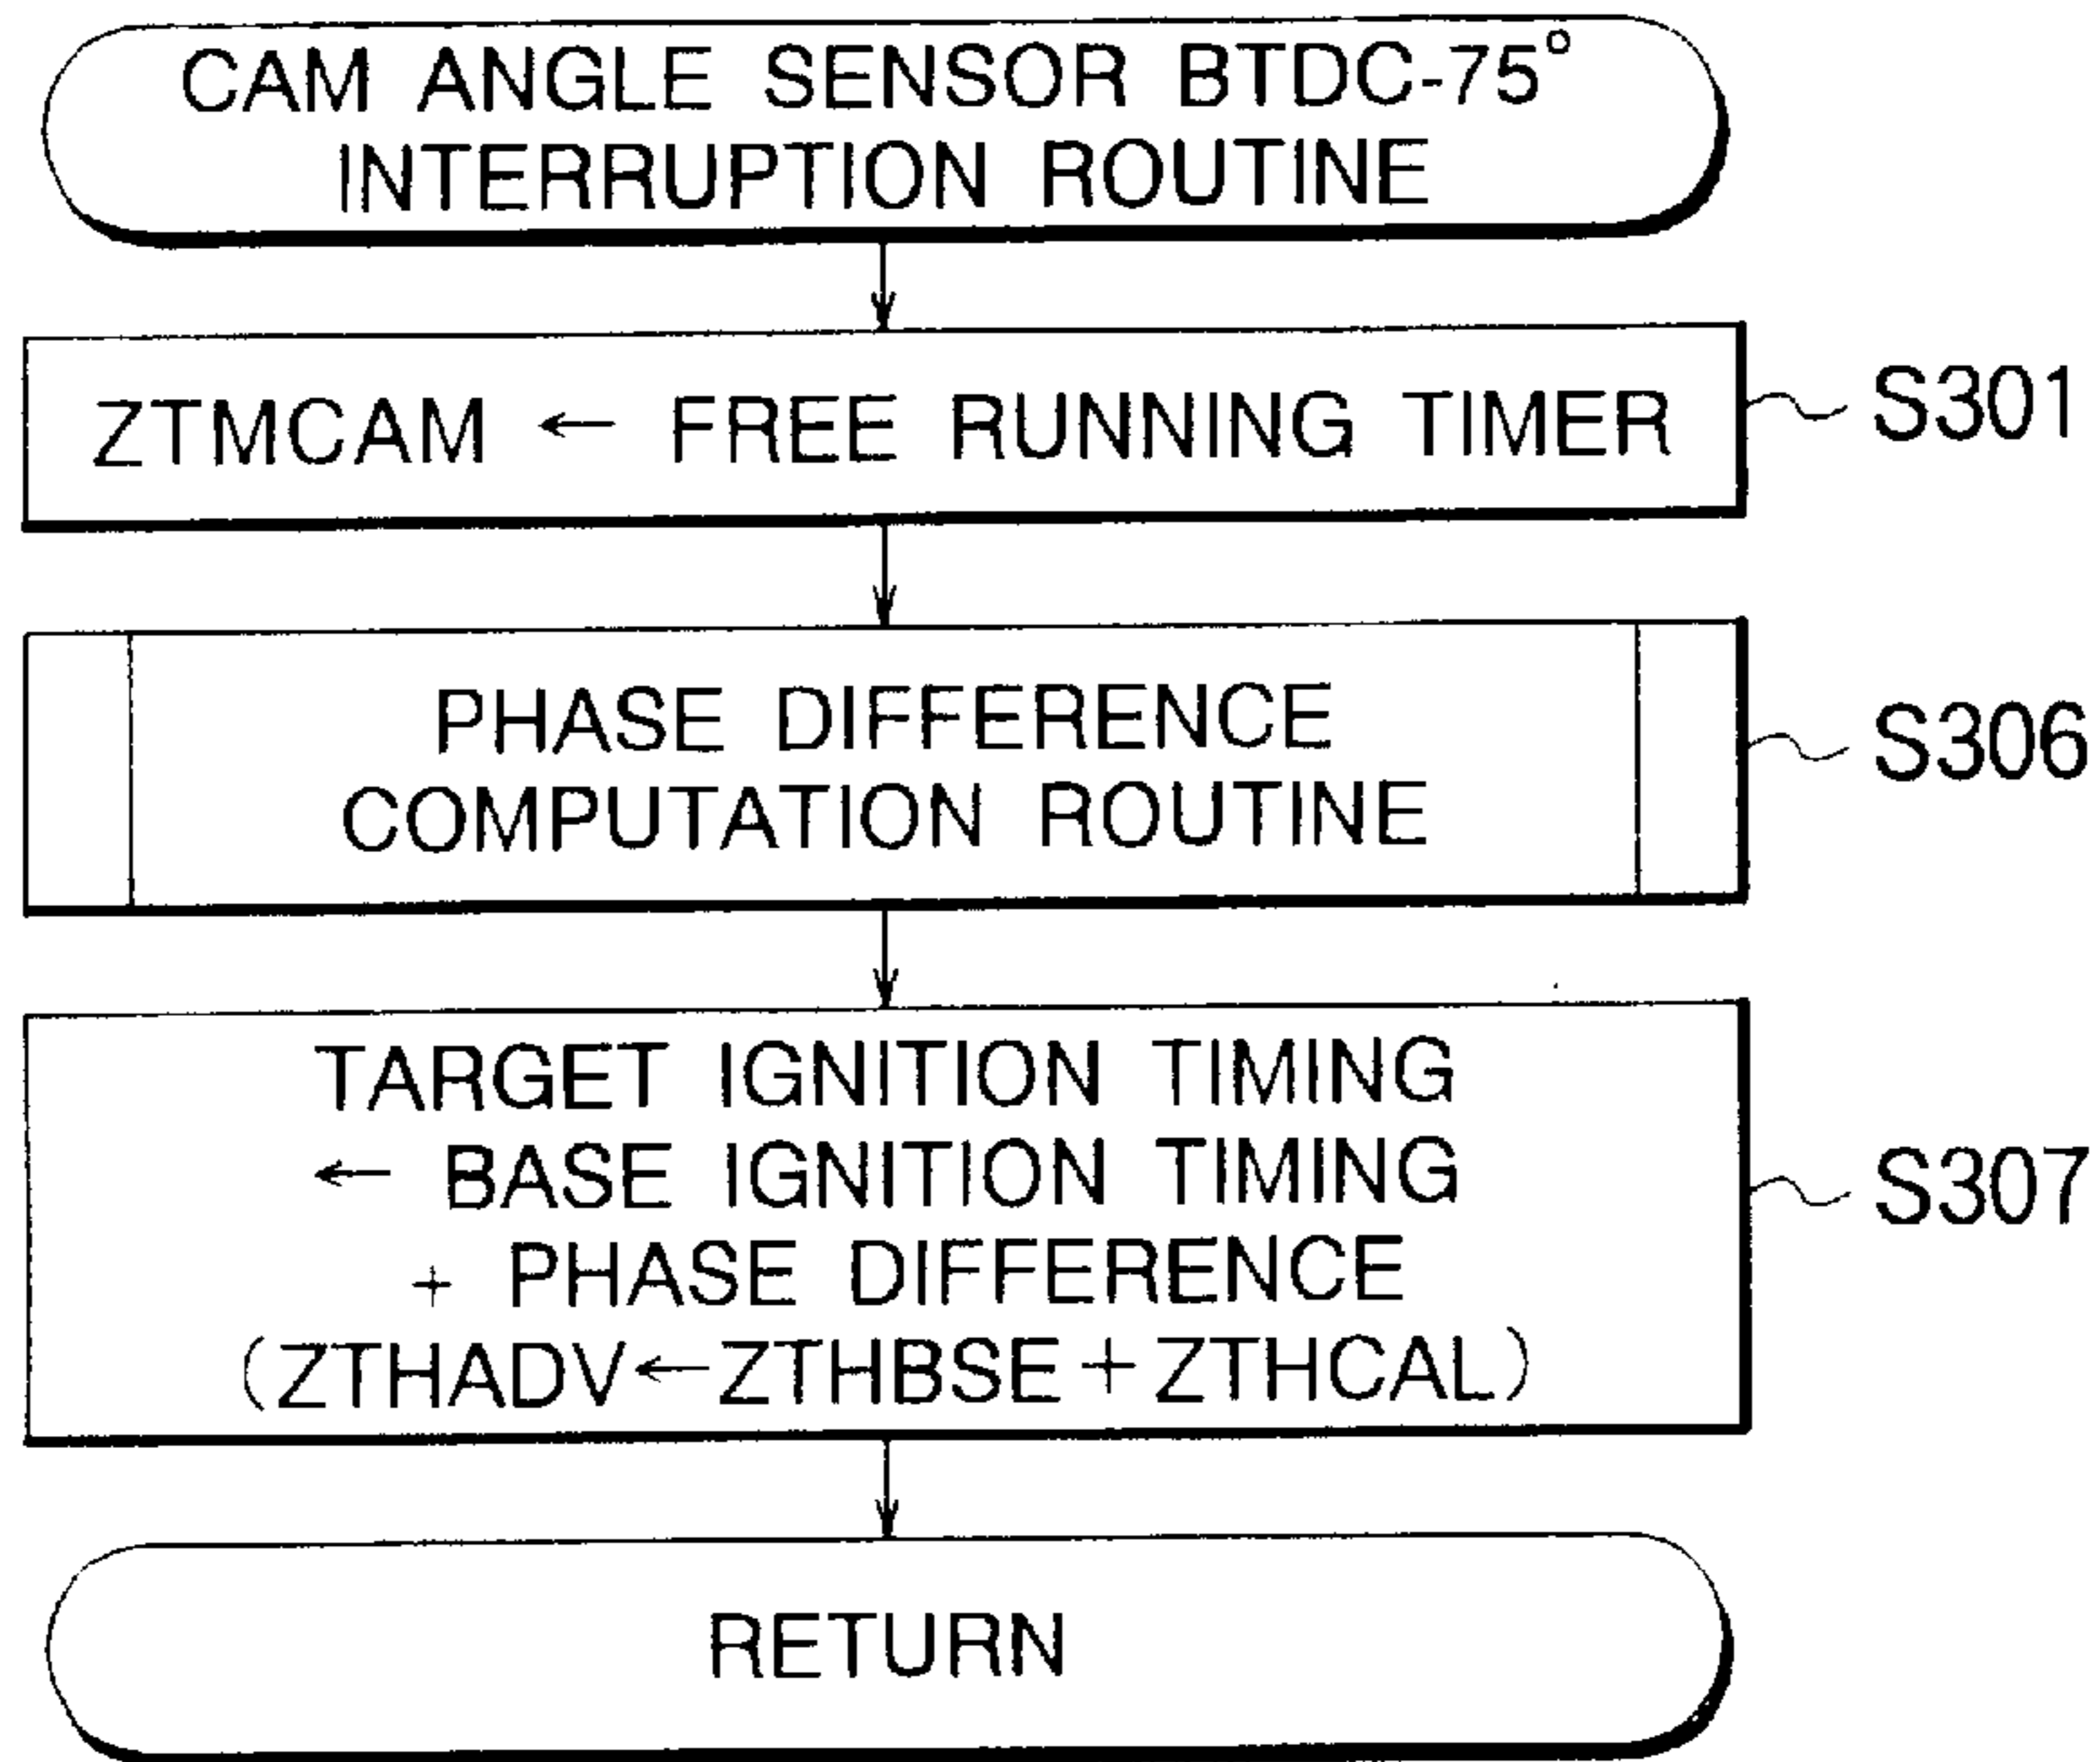 CAM ANGLE SENSOR BTDC-75°
INTERRUPTION ROUTINE
ZTMCAM ← FREE RUNNING TIMER
S301
PHASE DIFFERENCE
COMPUTATION ROUTINE
S306
TARGET IGNITION TIMING
← BASE IGNITION TIMING
+ PHASE DIFFERENCE
(ZTHADV←ZTHBSE+ZTHCAL)
S307
RETURN